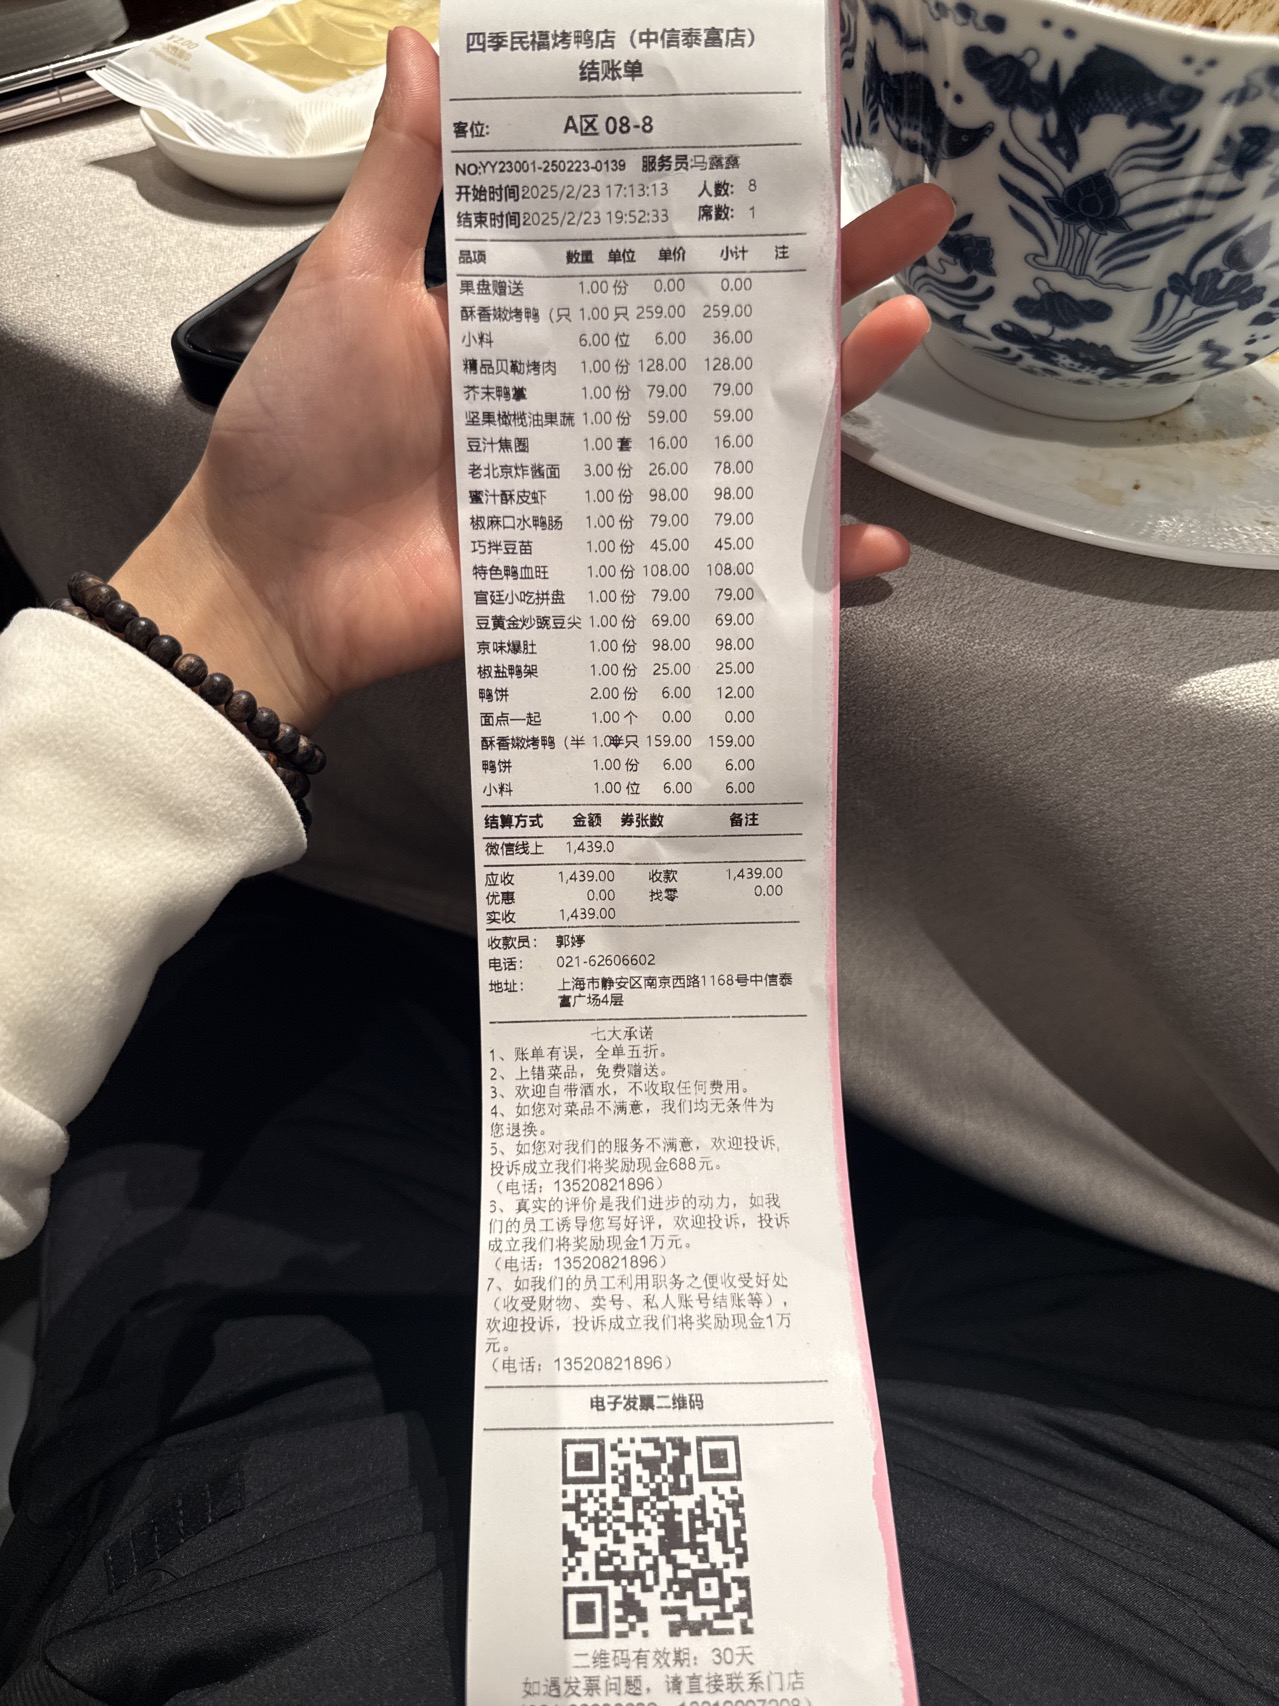 四季民福烤鸭店（中信泰富店）
结账单
客位: A区 08-8
NO:YY23001-250223-0139 服务员:马露露
开始时间2025/2/23 17:13:13 人数: 8
结束时间2025/2/23 19:52:33 席数: 1
品项 数量 单位 单价 小计 注
果盘赠送 1.00 份 0.00 0.00
酥香嫩烤鸭（只 1.00 只 259.00 259.00
小料 6.00 位 6.00 36.00
精品贝勒烤肉 1.00 份 128.00 128.00
芥末鸭掌 1.00 份 79.00 79.00
坚果橄榄油果蔬 1.00 份 59.00 59.00
豆汁焦圈 1.00 套 16.00 16.00
老北京炸酱面 3.00 份 26.00 78.00
蜜汁酥皮虾 1.00 份 98.00 98.00
椒麻口水鸭肠 1.00 份 79.00 79.00
巧拌豆苗 1.00 份 45.00 45.00
特色鸭血旺 1.00 份 108.00 108.00
宫廷小吃拼盘 1.00 份 79.00 79.00
豆黄金炒豌豆尖 1.00 份 69.00 69.00
京味爆肚 1.00 份 98.00 98.00
椒盐鸭架 1.00 份 25.00 25.00
鸭饼 2.00 份 6.00 12.00
面点一起 1.00 个 0.00 0.00
酥香嫩烤鸭（半 1.00半只 159.00 159.00
鸭饼 1.00 份 6.00 6.00
小料 1.00 位 6.00 6.00
结算方式 金额 券张数 备注
微信线上 1,439.0
应收 1,439.00 收款 1,439.00
优惠 0.00 找零 0.00
实收 1,439.00
收款员: 郭婷
电话: 021-62606602
地址: 上海市静安区南京西路1168号中信泰
富广场4层
七大承诺
1、账单有误，全单五折。
2、上错菜品，免费赠送。
3、欢迎自带酒水，不收取任何费用。
4、如您对菜品不满意，我们均无条件为
您退换。
5、如您对我们的服务不满意，欢迎投诉，
投诉成立我们将奖励现金688元。
（电话：13520821896）
6、真实的评价是我们进步的动力，如我
们的员工诱导您写好评，欢迎投诉，投诉
成立我们将奖励现金1万元。
（电话：13520821896）
7、如我们的员工利用职务之便收受好处
（收受财物、卖号、私人账号结账等），
欢迎投诉，投诉成立我们将奖励现金1万
元。
（电话：13520821896）
电子发票二维码
二维码有效期：30天
如遇发票问题，请直接联系门店